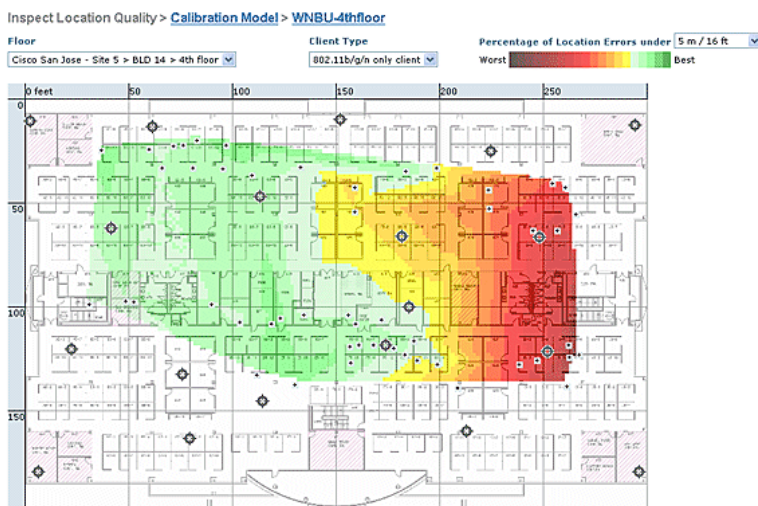 Inspect Location Quality > Calibration Model > WNBU-4thfloor
Floor
Client Type
Percentage of Location Errors under 5 m / 16 ft
Cisco San Jose - Site 5 > BLD 14 > 4th floor
802.11b/g/n only client
Worst
Best
0 feet 50 100 150 200 250
0
50
100
150